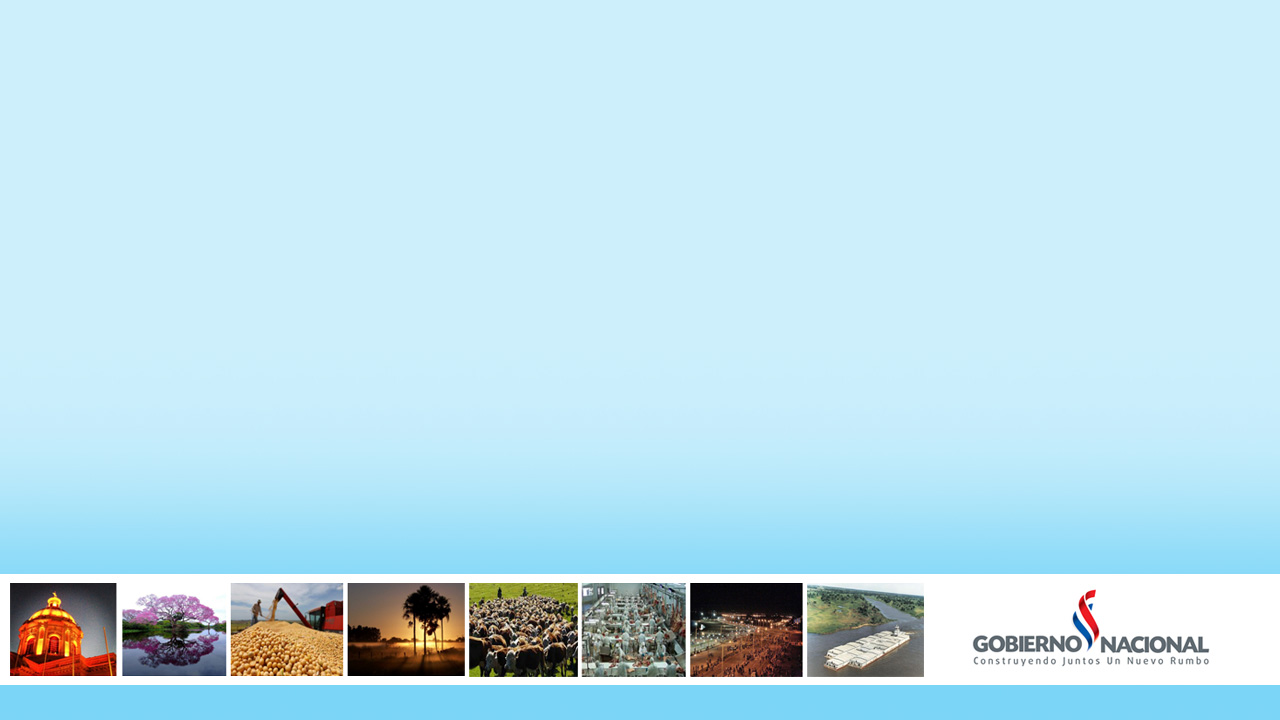 GOBIERNO NACIONAL
Construyendo Juntos Un Nuevo Rumbo